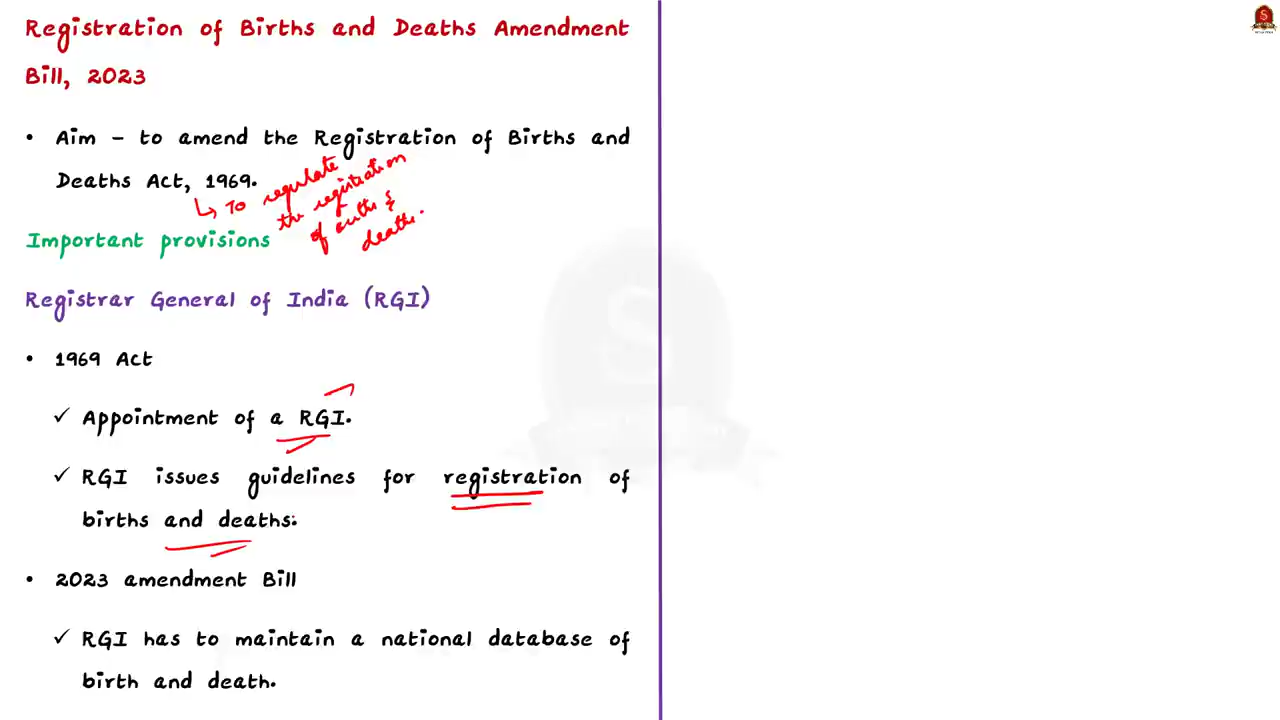 Registration of Births and Deaths Amendment
Bill, 2023
• Aim – to amend the Registration of Births and
Deaths Act, 1969.
↳ To regulate
the registration
of births &
deaths.
Important provisions
Registrar General of India (RGI)
• 1969 Act
✓ Appointment of a RGI.
✓ RGI issues guidelines for registration of
births and deaths.
• 2023 amendment Bill
✓ RGI has to maintain a national database of
birth and death.